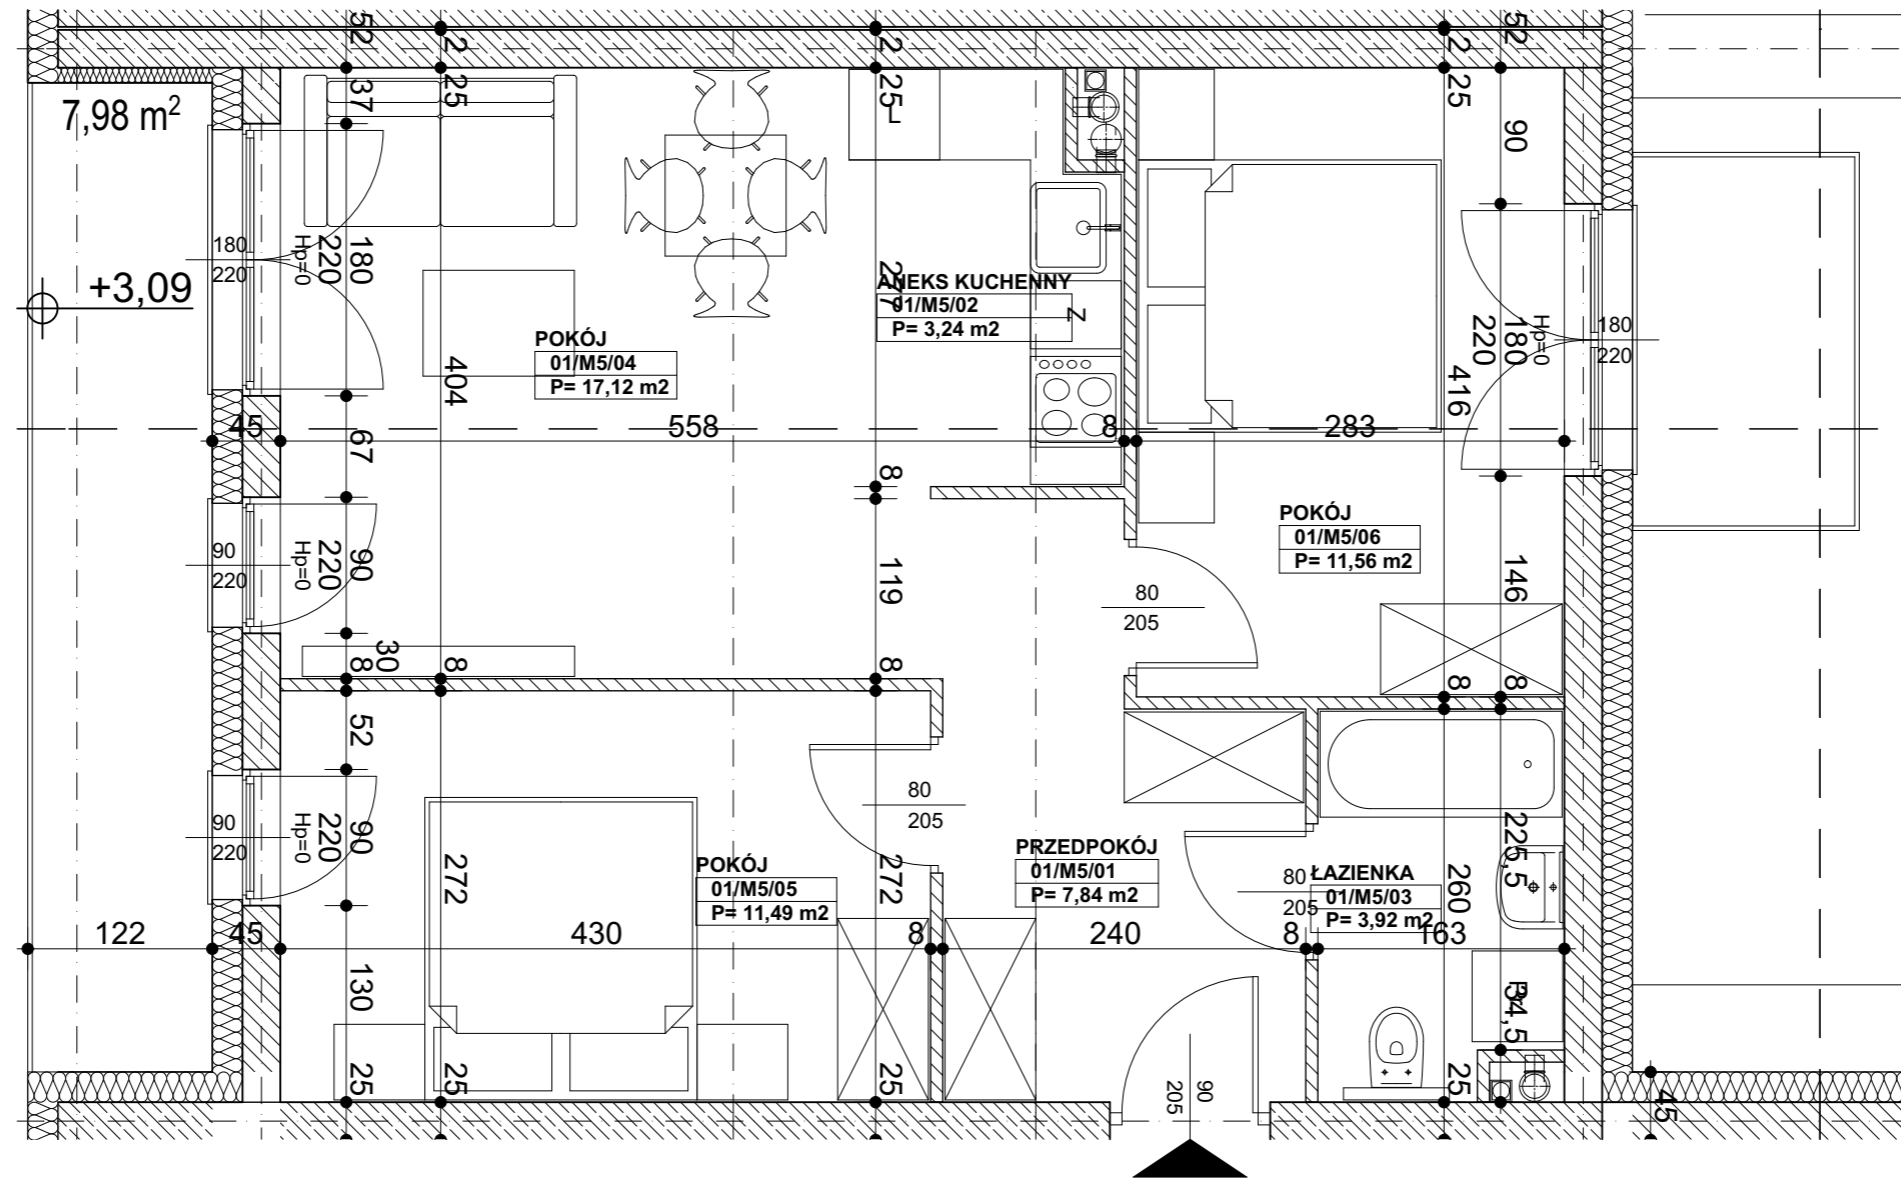 52
2
2
2
52
37
25
25
L
25
90
7,98 m²
180
220
Hp=0
220
180
+3,09
277
ANEKS KUCHENNY
01/M5/02
P= 3,24 m2
Z
POKÓJ
01/M5/04
P= 17,12 m2
404
416
220
180
Hp=0
180
220
45
558
8
283
67
8
POKÓJ
01/M5/06
P= 11,56 m2
90
220
Hp=0
220
90
119
80
205
146
30
8
8
8
8
8
52
80
205
90
220
Hp=0
220
90
272
POKÓJ
01/M5/05
P= 11,49 m2
272
PRZEDPOKÓJ
01/M5/01
P= 7,84 m2
80
205
ŁAZIENKA
01/M5/03
P= 3,92 m2
260
225,5
122
45
430
8
240
8
163
130
Pr
34,5
25
25
25
205
90
25
45